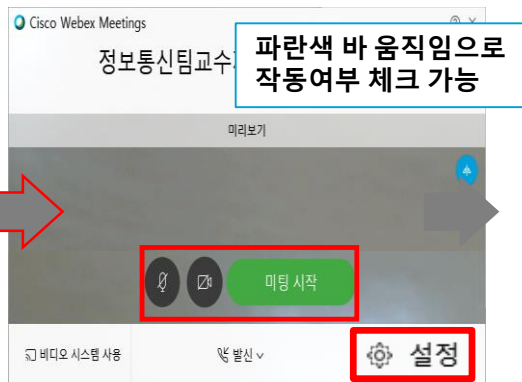 Cisco Webex Meetings
정보통신팀교수
파란색 바 움직임으로
작동여부 체크 가능
미리보기
미팅 시작
비디오 시스템 사용
발신
설정